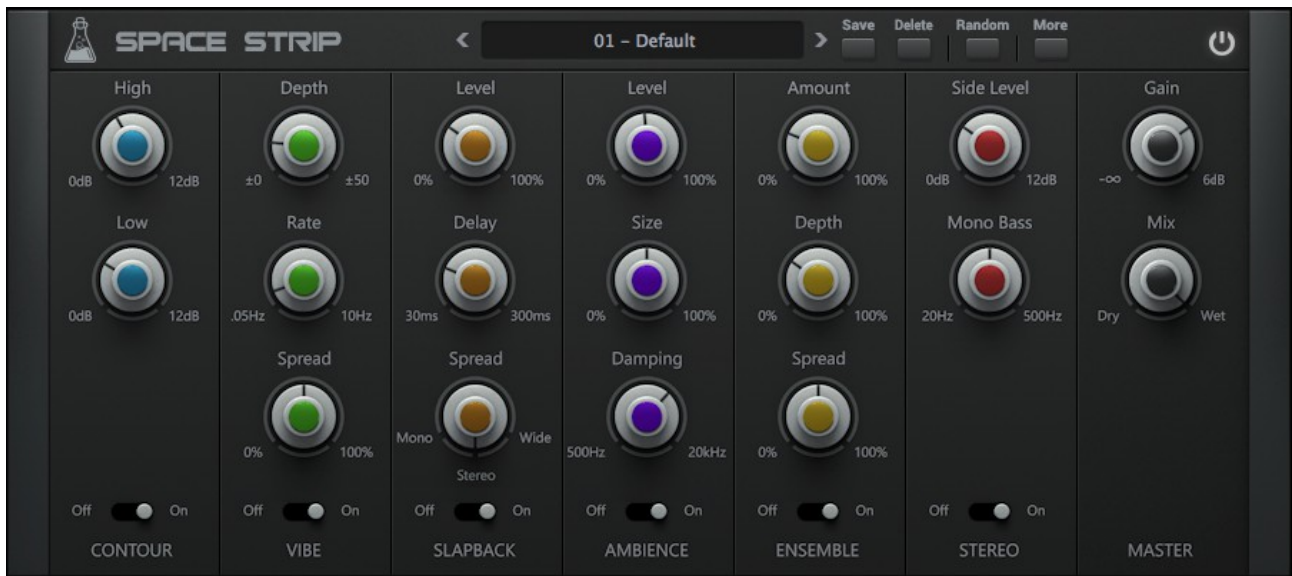 SPACE STRIP
01 – Default
Save Delete Random More
High Depth Level Level Amount Side Level Gain
0dB 12dB ±0 ±50 0% 100% 0% 100% 0% 100% 0dB 12dB -∞ 6dB
Low Rate Delay Size Depth Mono Bass Mix
0dB 12dB .05Hz 10Hz 30ms 300ms 0% 100% 0% 100% 20Hz 500Hz Dry Wet
Spread Spread Damping Spread
0% 100% Mono Wide 500Hz 20kHz 0% 100%
Stereo
Off On Off On Off On Off On Off On Off On
CONTOUR VIBE SLAPBACK AMBIENCE ENSEMBLE STEREO MASTER